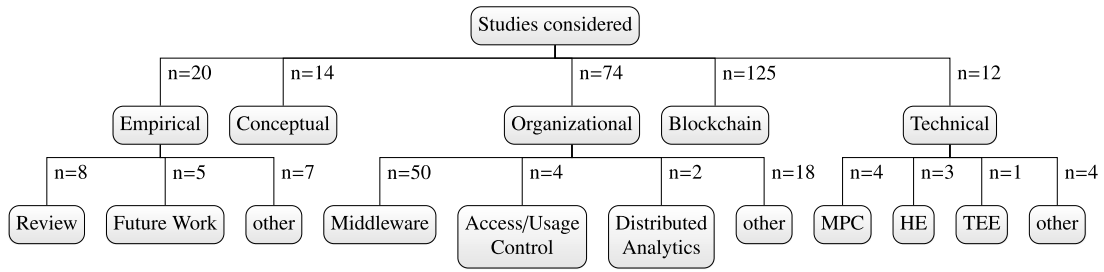 Studies considered
n=20
n=14
n=74
n=125
n=12
Empirical
Conceptual
Organizational
Blockchain
Technical
n=8
n=5
n=7
n=50
n=4
n=2
n=18
n=4
n=3
n=1
n=4
Review
Future Work
other
Middleware
Access/Usage
Control
Distributed
Analytics
other
MPC
HE
TEE
other